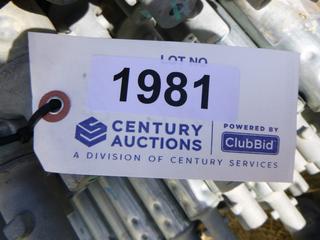 LOT NO
1981
CENTURY
AUCTIONS
POWERED BY
ClubBid
A DIVISION OF CENTURY SERVICES